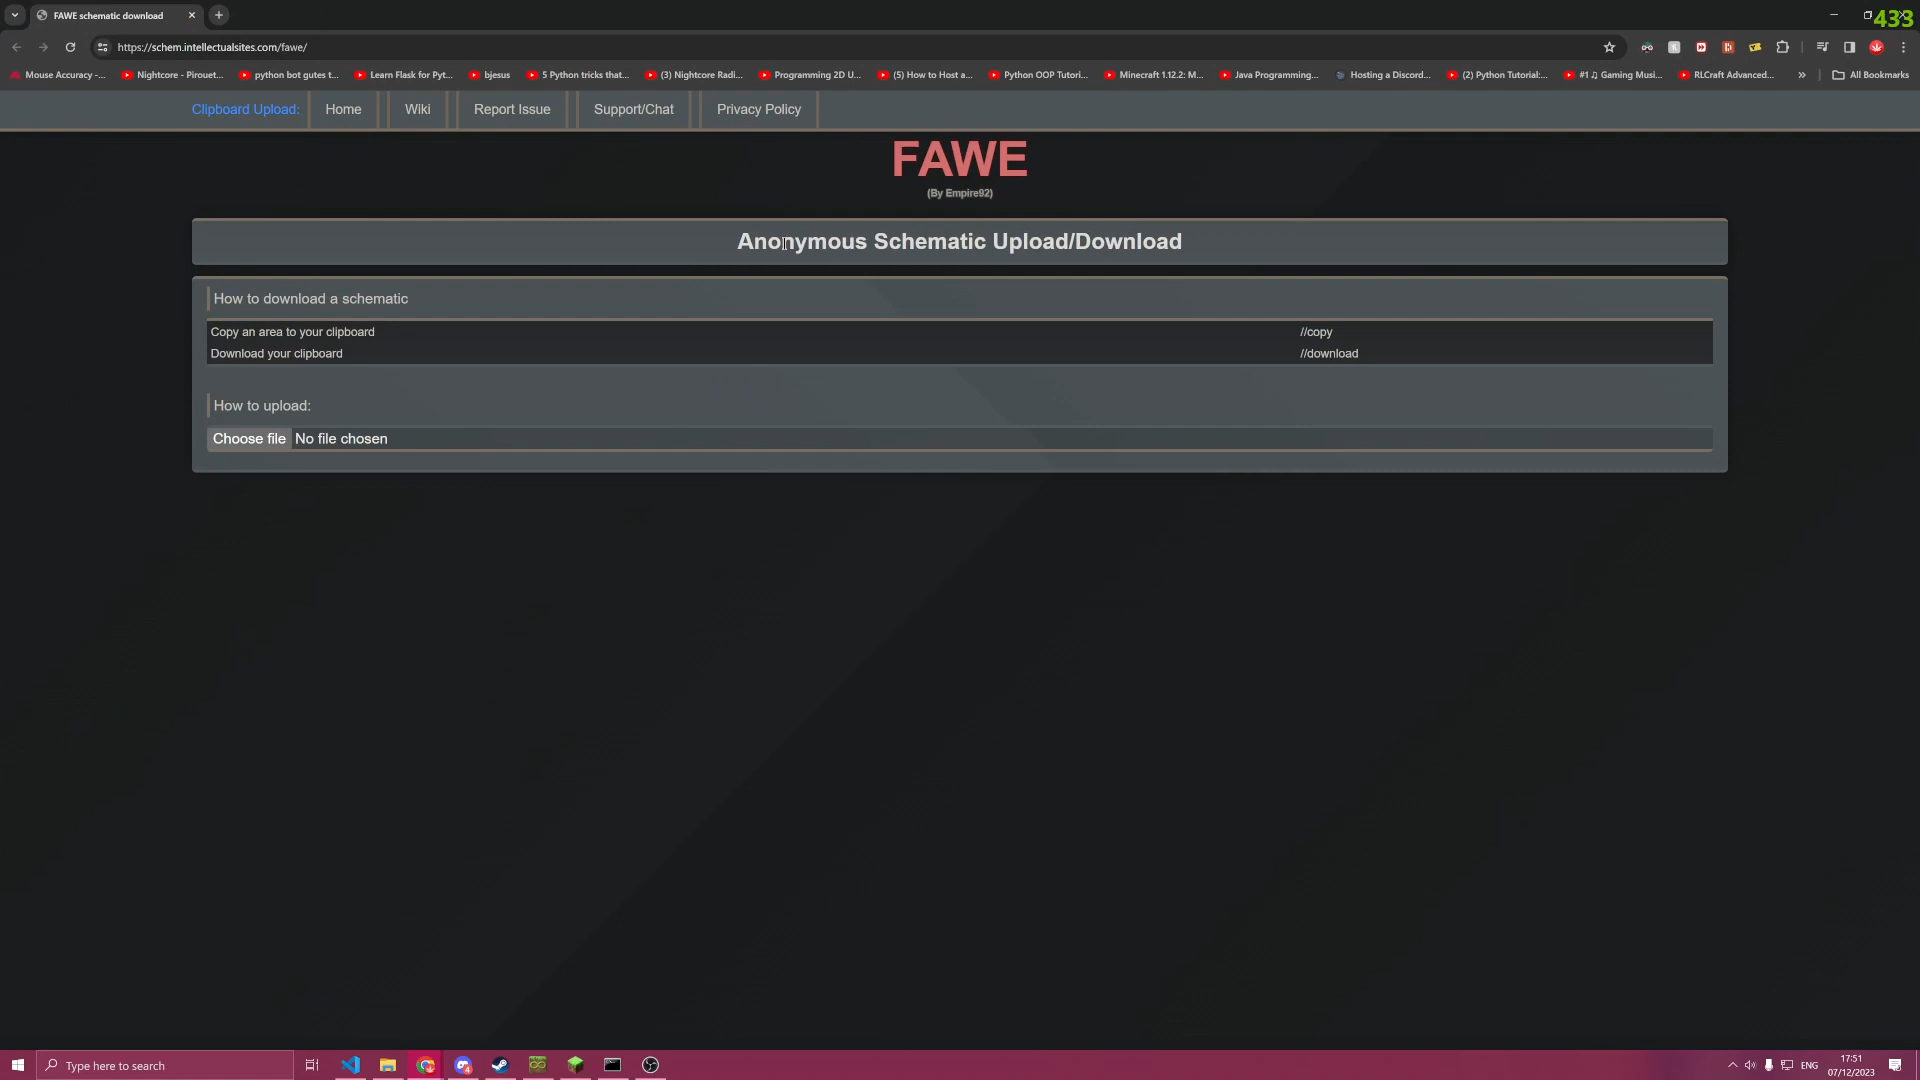 FAWE schematic download
433
https://schem.intellectualsites.com/fawe/
Mouse Accuracy -... Nightcore - Pirouet... python bot gutes t... Learn Flask for Pyt... bjesus 5 Python tricks that... (3) Nightcore Radi... Programming 2D U... (5) How to Host a... Python OOP Tutori... Minecraft 1.12.2: M... Java Programming... Hosting a Discord... (2) Python Tutorial:... #1 ♫ Gaming Musi... RLCraft Advanced... » All Bookmarks
Clipboard Upload: Home Wiki Report Issue Support/Chat Privacy Policy
FAWE
(By Empire92)
Anonymous Schematic Upload/Download
How to download a schematic
Copy an area to your clipboard //copy
Download your clipboard //download
How to upload:
Choose file No file chosen
Type here to search
4
ENG
17:51
07/12/2023